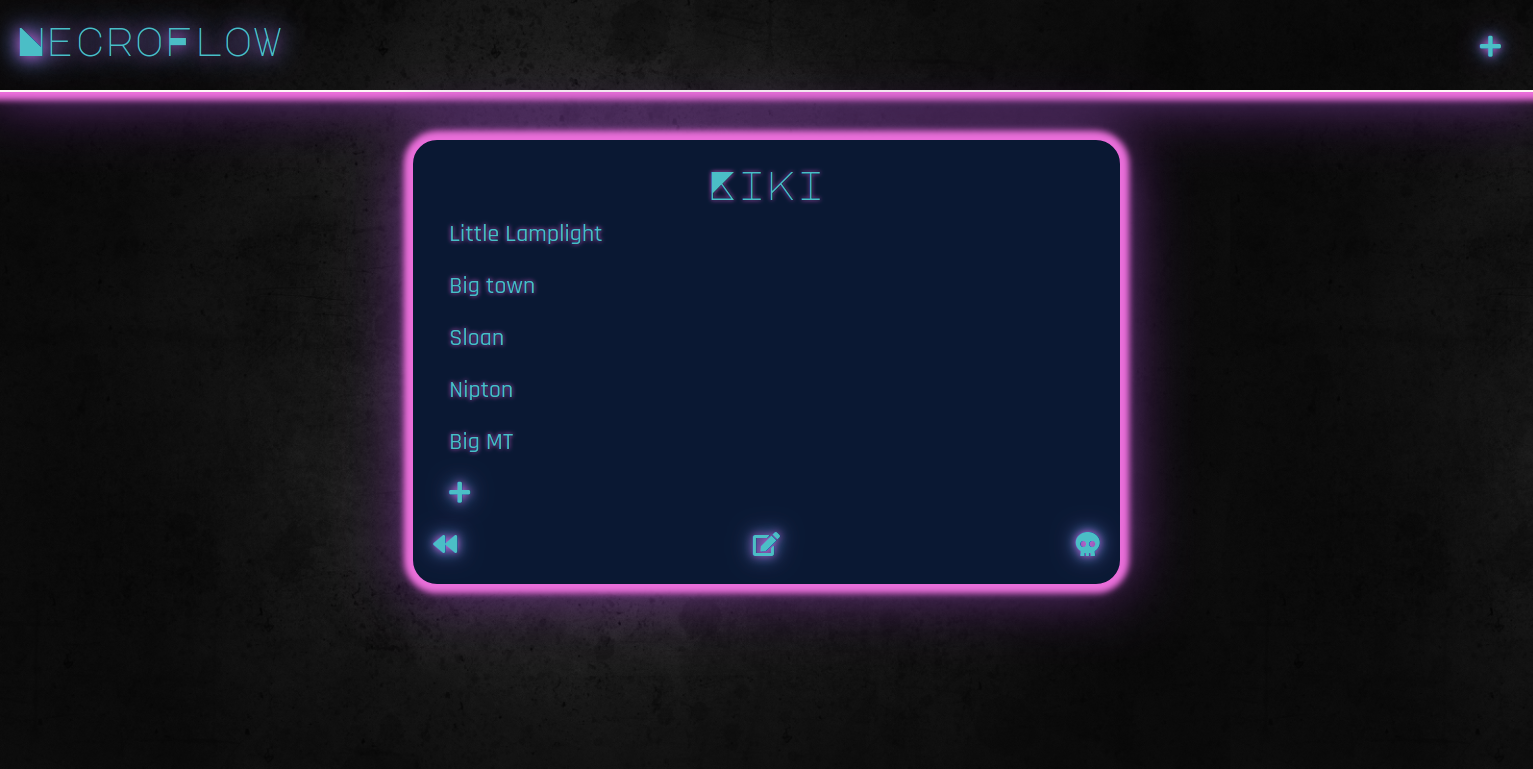 NECROFLOW
KIKI
Little Lamplight
Big town
Sloan
Nipton
Big MT